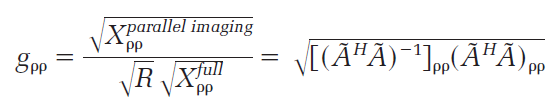 g_ρρ = √(X_ρρ^parallel imaging) / (√R √(X_ρρ^full)) = √([(Ã^H Ã)^−1]_ρρ (Ã^H Ã)_ρρ)